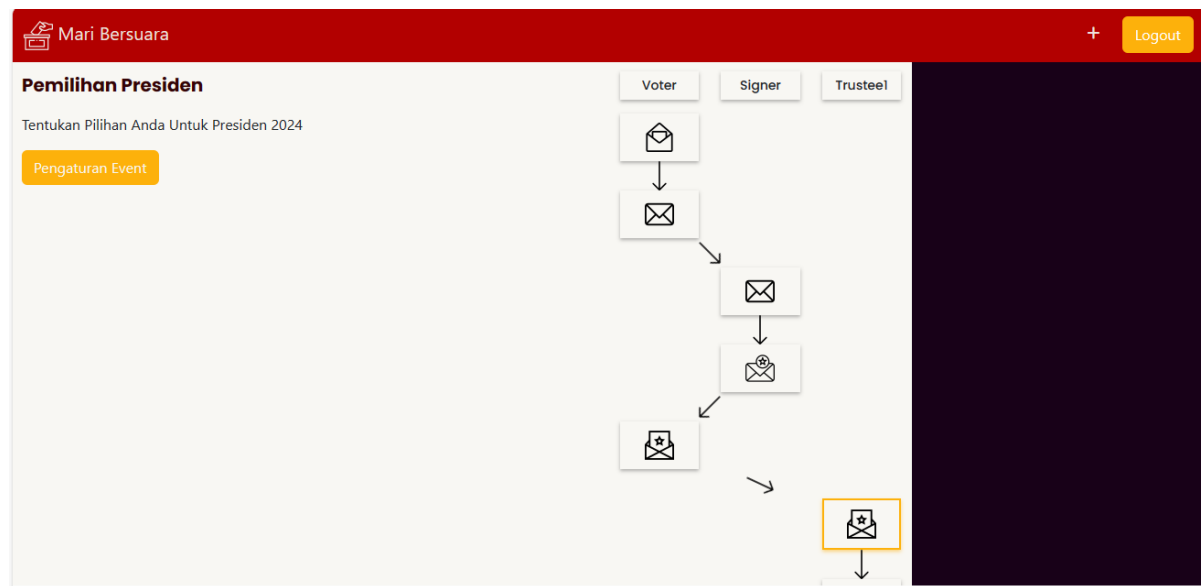 Mari Bersuara
+
Logout
Pemilihan Presiden
Tentukan Pilihan Anda Untuk Presiden 2024
Pengaturan Event
Voter
Signer
Trustee1